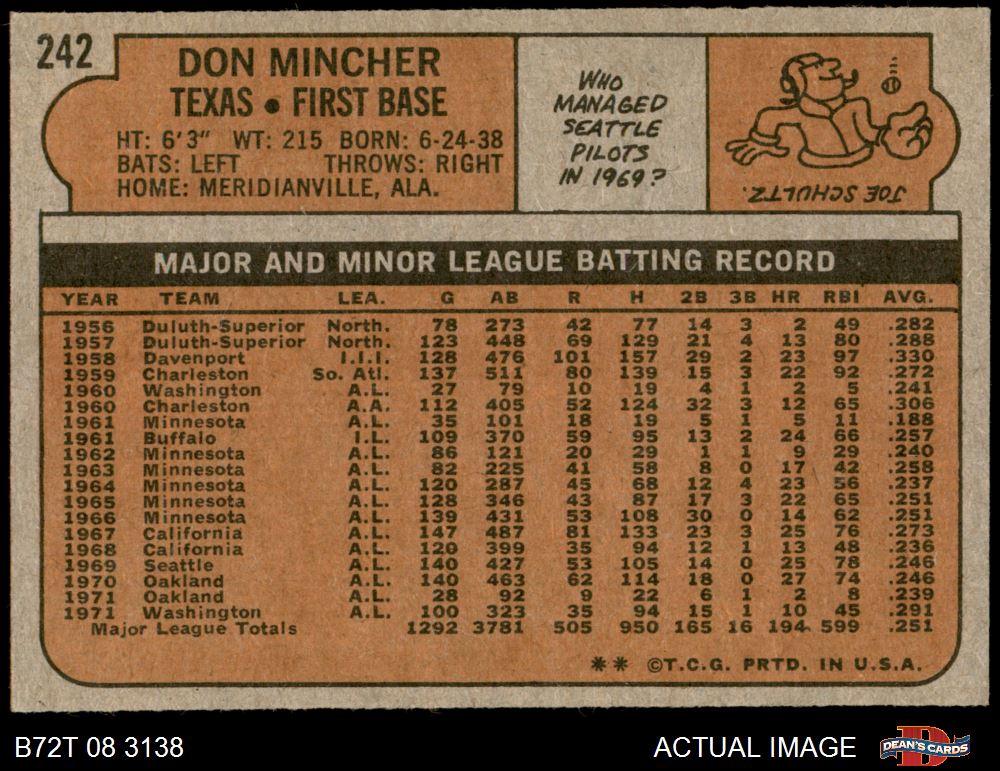 242
DON MINCHER
TEXAS • FIRST BASE
HT: 6'3" WT: 215 BORN: 6-24-38
BATS: LEFT THROWS: RIGHT
HOME: MERIDIANVILLE, ALA.
WHO
MANAGED
SEATTLE
PILOTS
IN 1969?
JOE SCHULTZ.
MAJOR AND MINOR LEAGUE BATTING RECORD
YEAR TEAM LEA. G AB R H 2B 3B HR RBI AVG.
1956 Duluth-Superior North. 78 273 42 77 14 3 2 49 .282
1957 Duluth-Superior North. 123 448 69 129 21 4 13 80 .288
1958 Davenport I.I.I. 128 476 101 157 29 2 23 97 .330
1959 Charleston So. Atl. 137 511 80 139 15 3 22 92 .272
1960 Washington A.L. 27 79 10 19 4 1 2 5 .241
1960 Charleston A.A. 112 405 52 124 32 3 12 65 .306
1961 Minnesota A.L. 35 101 18 19 5 1 5 11 .188
1961 Buffalo I.L. 109 370 59 95 13 2 24 66 .257
1962 Minnesota A.L. 86 121 20 29 1 1 9 29 .240
1963 Minnesota A.L. 82 225 41 58 8 0 17 42 .258
1964 Minnesota A.L. 120 287 45 68 12 4 23 56 .237
1965 Minnesota A.L. 128 346 43 87 17 3 22 65 .251
1966 Minnesota A.L. 139 431 53 108 30 0 14 62 .251
1967 California A.L. 147 487 81 133 23 3 25 76 .273
1968 California A.L. 120 399 35 94 12 1 13 48 .236
1969 Seattle A.L. 140 427 53 105 14 0 25 78 .246
1970 Oakland A.L. 140 463 62 114 18 0 27 74 .246
1971 Oakland A.L. 28 92 9 22 6 1 2 8 .239
1971 Washington A.L. 100 323 35 94 15 1 10 45 .291
Major League Totals 1292 3781 505 950 165 16 194 599 .251
** ©T.C.G. PRTD. IN U.S.A.
B72T 08 3138 ACTUAL IMAGE DEAN'S CARDS